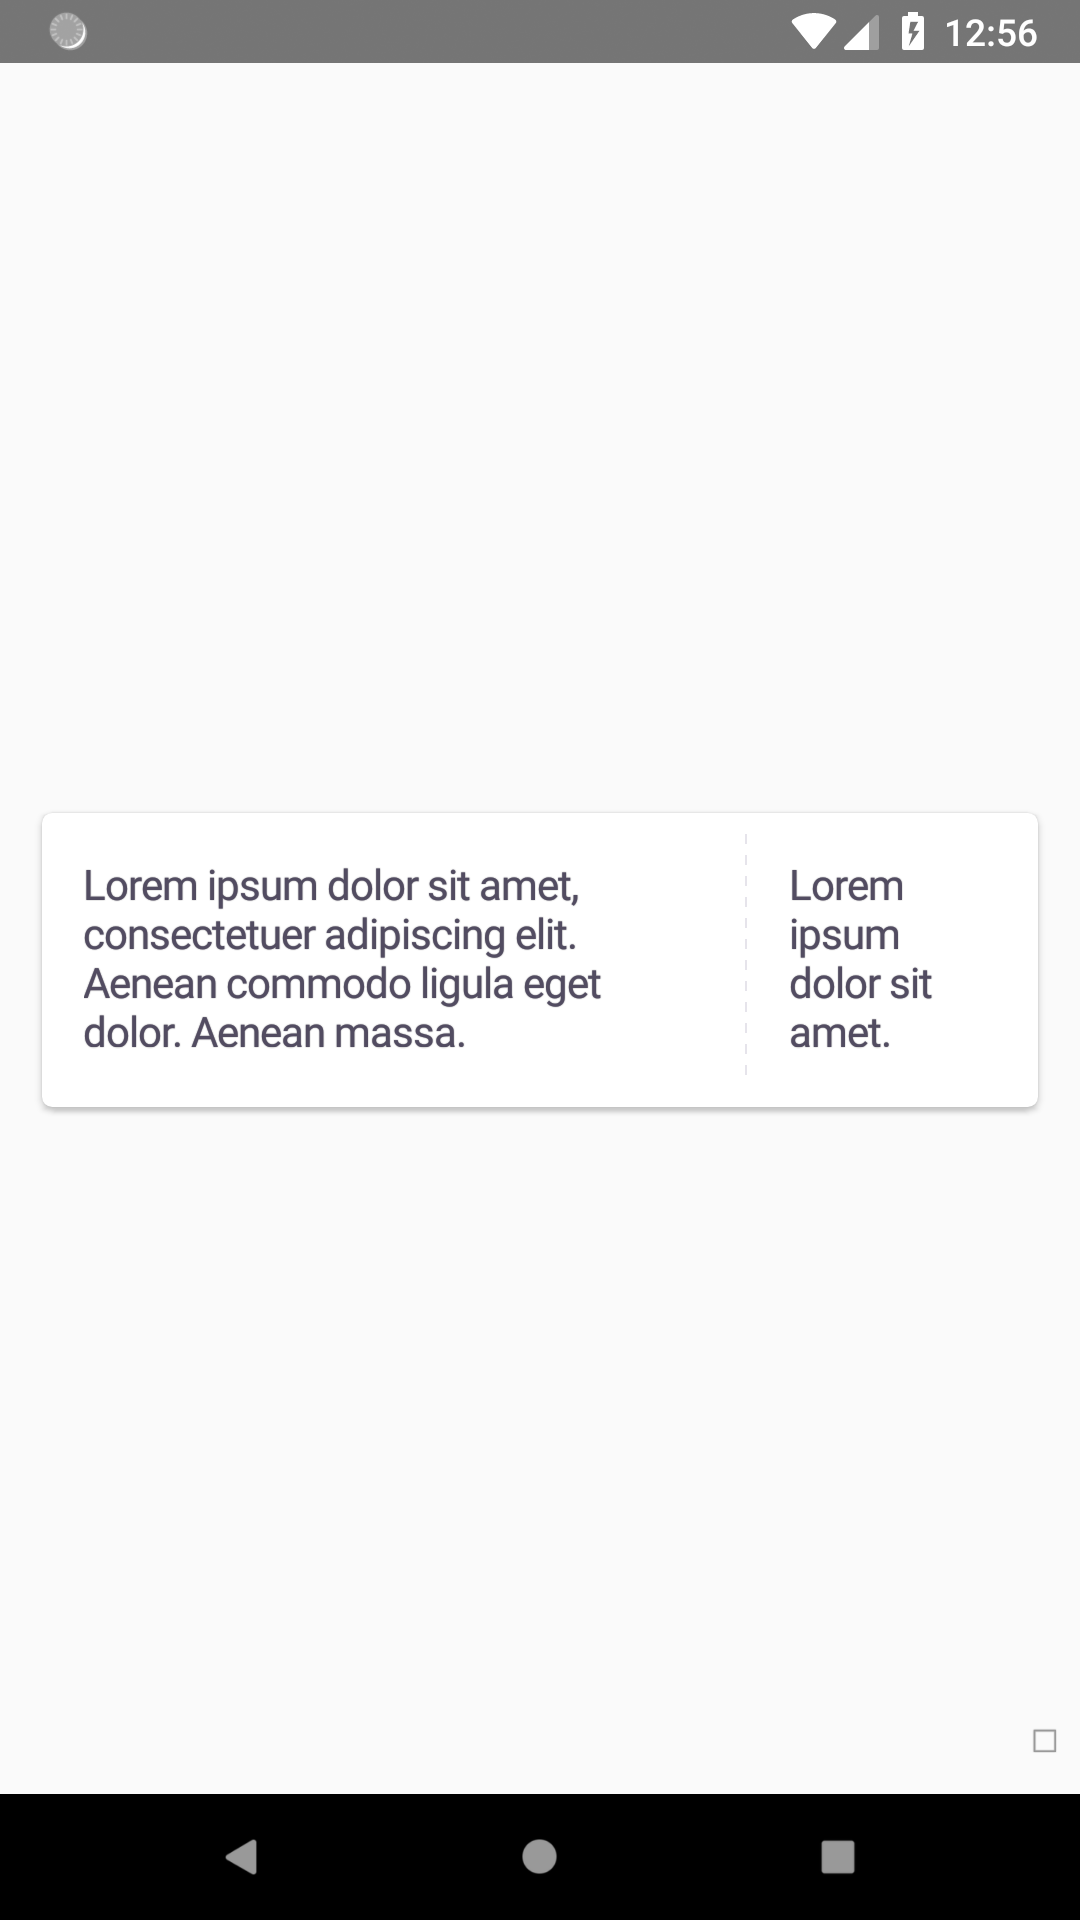 12:56
Lorem ipsum dolor sit amet,
consectetuer adipiscing elit.
Aenean commodo ligula eget
dolor. Aenean massa.
Lorem
ipsum
dolor sit
amet.